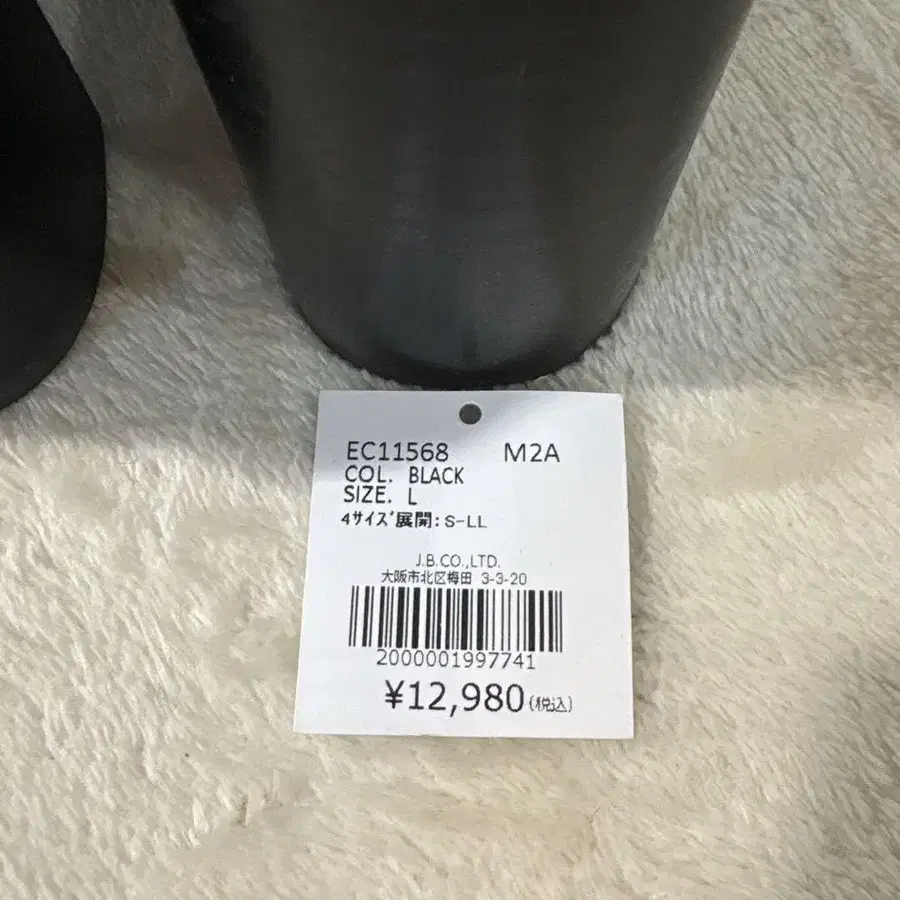 EC11568 M2A
COL. BLACK
SIZE. L
4ｻｲｽﾞ展開：S-LL
J.B.CO.,LTD.
大阪市北区梅田 3-3-20
2000001997741
¥12,980(税込)